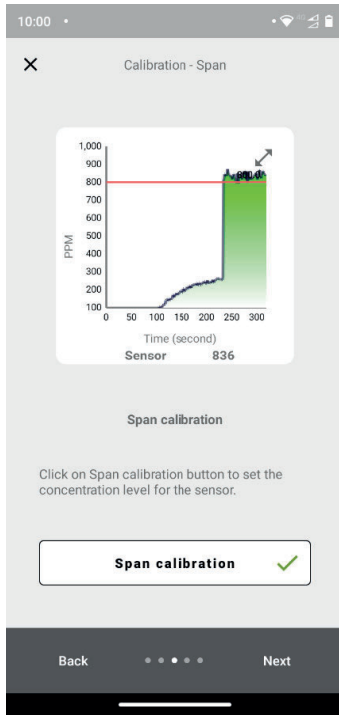 10:00
4G
Calibration - Span
1,000
900
800
700
600
500
400
300
200
100
PPM
0 50 100 150 200 250 300
Time (second)
Sensor 836
Span calibration
Click on Span calibration button to set the
concentration level for the sensor.
Span calibration
Back Next